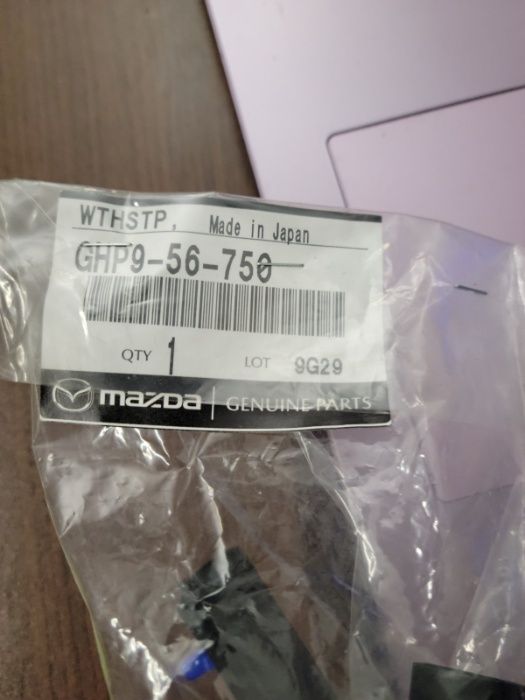 WTHSTP, Made in Japan
GHP9-56-750
QTY 1 LOT 9G29
mazda | GENUINE PARTS